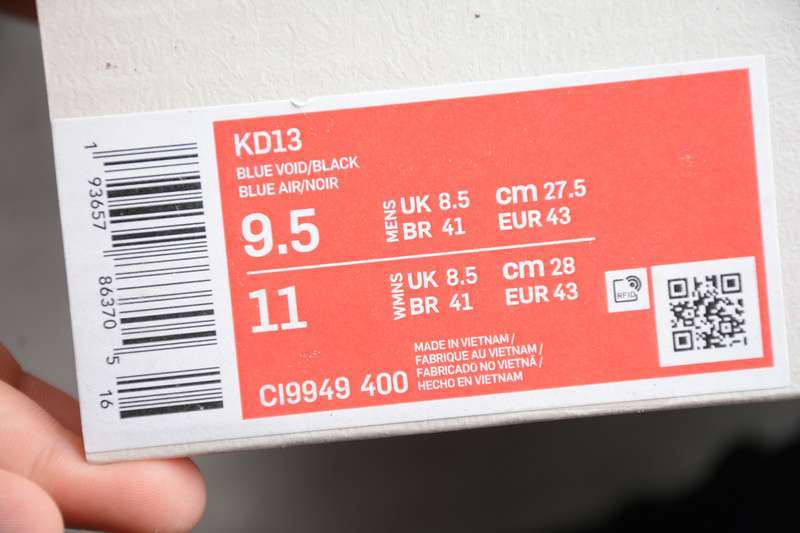 KD13
BLUE VOID/BLACK
BLUE AIR/NOIR
9.5
MENS
UK 8.5 cm 27.5
BR 41 EUR 43
11
WMNS
UK 8.5 cm 28
BR 41 EUR 43
RFID
CI9949 400
MADE IN VIETNAM /
FABRIQUE AU VIETNAM /
FABRICADO NO VIETNÃ /
HECHO EN VIETNAM
1 93657 86370 5 16